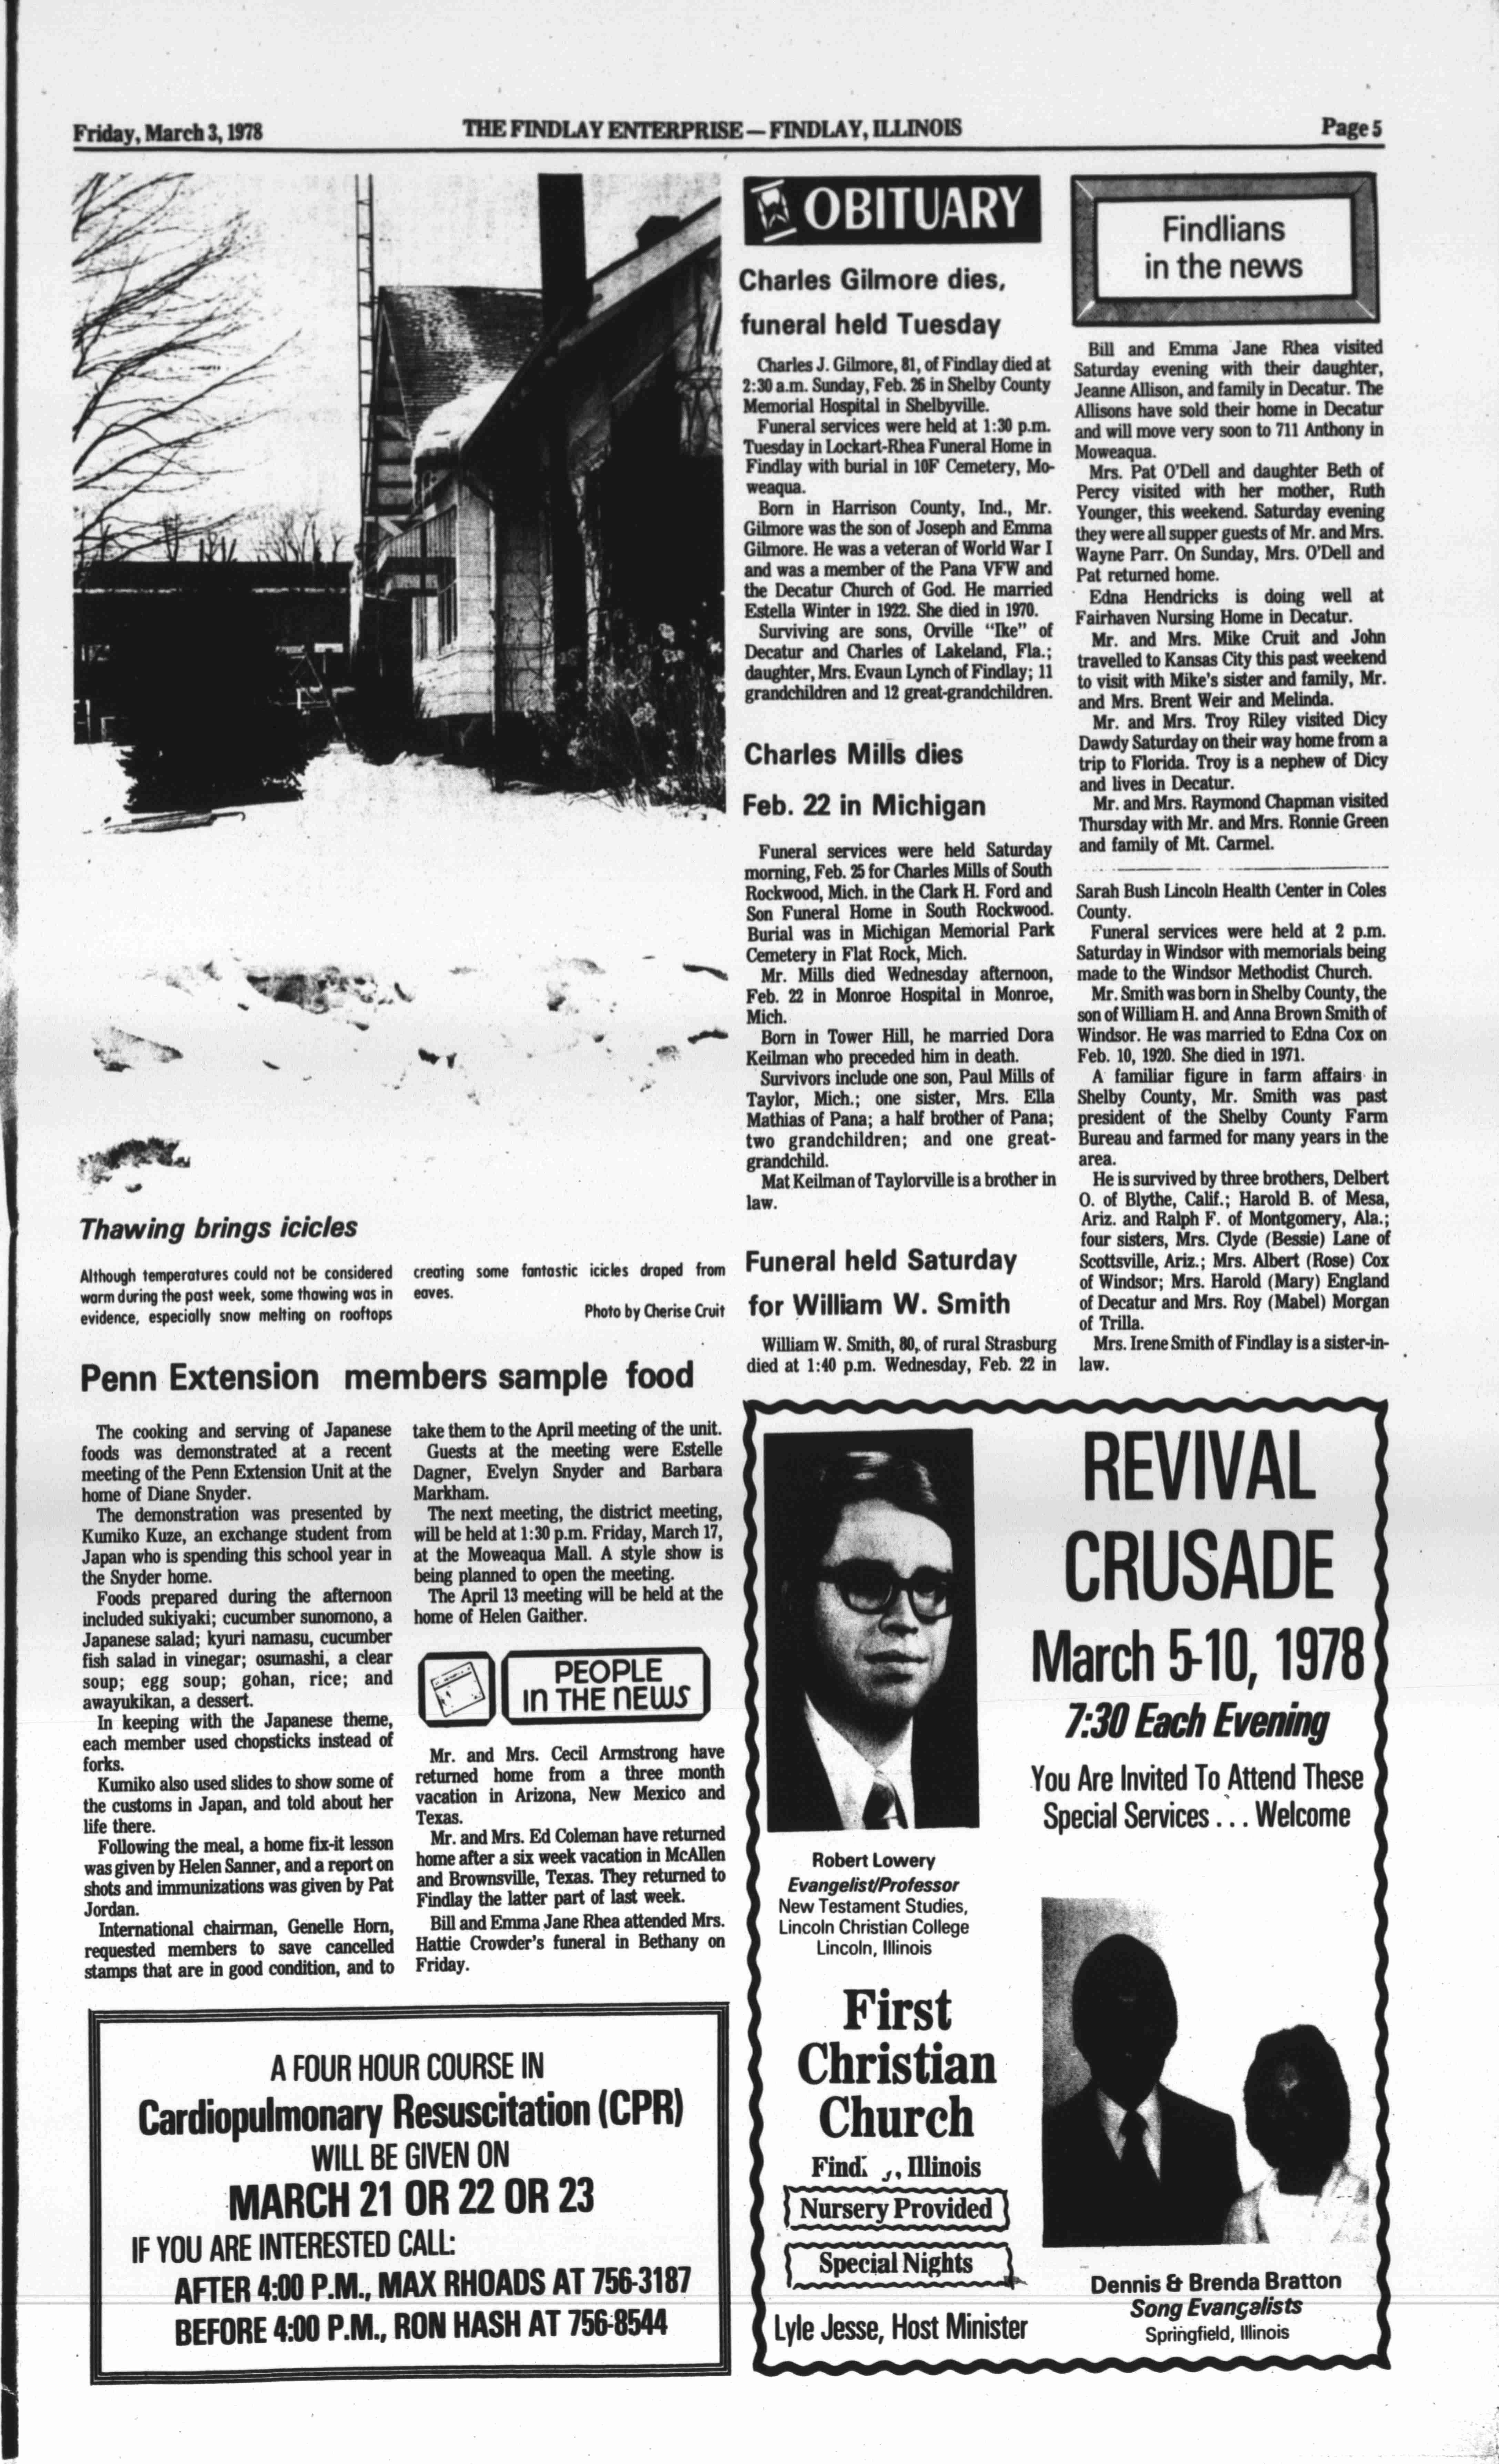 Friday, March 3, 1978
THE FINDLAY ENTERPRISE — FINDLAY, ILLINOIS
Page 5
Thawing brings icicles
Although temperatures could not be considered
warm during the past week, some thawing was in
evidence, especially snow melting on rooftops
creating some fantastic icicles draped from
eaves.
Photo by Cherise Cruit
Penn Extension members sample food
The cooking and serving of Japanese
foods was demonstrated at a recent
meeting of the Penn Extension Unit at the
home of Diane Snyder.
The demonstration was presented by
Kumiko Kuze, an exchange student from
Japan who is spending this school year in
the Snyder home.
Foods prepared during the afternoon
included sukiyaki; cucumber sunomono, a
Japanese salad; kyuri namasu, cucumber
fish salad in vinegar; osumashi, a clear
soup; egg soup; gohan, rice; and
awayukikan, a dessert.
In keeping with the Japanese theme,
each member used chopsticks instead of
forks.
Kumiko also used slides to show some of
the customs in Japan, and told about her
life there.
Following the meal, a home fix-it lesson
was given by Helen Sanner, and a report on
shots and immunizations was given by Pat
Jordan.
International chairman, Genelle Horn,
requested members to save cancelled
stamps that are in good condition, and to
take them to the April meeting of the unit.
Guests at the meeting were Estelle
Dagner, Evelyn Snyder and Barbara
Markham.
The next meeting, the district meeting,
will be held at 1:30 p.m. Friday, March 17,
at the Moweaqua Mall. A style show is
being planned to open the meeting.
The April 13 meeting will be held at the
home of Helen Gaither.
PEOPLE
in THE NEWS
Mr. and Mrs. Cecil Armstrong have
returned home from a three month
vacation in Arizona, New Mexico and
Texas.
Mr. and Mrs. Ed Coleman have returned
home after a six week vacation in McAllen
and Brownsville, Texas. They returned to
Findlay the latter part of last week.
Bill and Emma Jane Rhea attended Mrs.
Hattie Crowder's funeral in Bethany on
Friday.
A FOUR HOUR COURSE IN
Cardiopulmonary Resuscitation (CPR)
WILL BE GIVEN ON
MARCH 21 OR 22 OR 23
IF YOU ARE INTERESTED CALL:
AFTER 4:00 P.M., MAX RHOADS AT 756-3187
BEFORE 4:00 P.M., RON HASH AT 756-8544
OBITUARY
Charles Gilmore dies,
funeral held Tuesday
Charles J. Gilmore, 81, of Findlay died at
2:30 a.m. Sunday, Feb. 26 in Shelby County
Memorial Hospital in Shelbyville.
Funeral services were held at 1:30 p.m.
Tuesday in Lockart-Rhea Funeral Home in
Findlay with burial in 10F Cemetery, Mo-
weaqua.
Born in Harrison County, Ind., Mr.
Gilmore was the son of Joseph and Emma
Gilmore. He was a veteran of World War I
and was a member of the Pana VFW and
the Decatur Church of God. He married
Estella Winter in 1922. She died in 1970.
Surviving are sons, Orville "Ike" of
Decatur and Charles of Lakeland, Fla.;
daughter, Mrs. Evaun Lynch of Findlay; 11
grandchildren and 12 great-grandchildren.
Charles Mills dies
Feb. 22 in Michigan
Funeral services were held Saturday
morning, Feb. 25 for Charles Mills of South
Rockwood, Mich. in the Clark H. Ford and
Son Funeral Home in South Rockwood.
Burial was in Michigan Memorial Park
Cemetery in Flat Rock, Mich.
Mr. Mills died Wednesday afternoon,
Feb. 22 in Monroe Hospital in Monroe,
Mich.
Born in Tower Hill, he married Dora
Keilman who preceded him in death.
Survivors include one son, Paul Mills of
Taylor, Mich.; one sister, Mrs. Ella
Mathias of Pana; a half brother of Pana;
two grandchildren; and one great-
grandchild.
Mat Keilman of Taylorville is a brother in
law.
Funeral held Saturday
for William W. Smith
William W. Smith, 80, of rural Strasburg
died at 1:40 p.m. Wednesday, Feb. 22 in
Findlians
in the news
Bill and Emma Jane Rhea visited
Saturday evening with their daughter,
Jeanne Allison, and family in Decatur. The
Allisons have sold their home in Decatur
and will move very soon to 711 Anthony in
Moweaqua.
Mrs. Pat O'Dell and daughter Beth of
Percy visited with her mother, Ruth
Younger, this weekend. Saturday evening
they were all supper guests of Mr. and Mrs.
Wayne Parr. On Sunday, Mrs. O'Dell and
Pat returned home.
Edna Hendricks is doing well at
Fairhaven Nursing Home in Decatur.
Mr. and Mrs. Mike Cruit and John
travelled to Kansas City this past weekend
to visit with Mike's sister and family, Mr.
and Mrs. Brent Weir and Melinda.
Mr. and Mrs. Troy Riley visited Dicy
Dawdy Saturday on their way home from a
trip to Florida. Troy is a nephew of Dicy
and lives in Decatur.
Mr. and Mrs. Raymond Chapman visited
Thursday with Mr. and Mrs. Ronnie Green
and family of Mt. Carmel.
Sarah Bush Lincoln Health Center in Coles
County.
Funeral services were held at 2 p.m.
Saturday in Windsor with memorials being
made to the Windsor Methodist Church.
Mr. Smith was born in Shelby County, the
son of William H. and Anna Brown Smith of
Windsor. He was married to Edna Cox on
Feb. 10, 1920. She died in 1971.
A familiar figure in farm affairs in
Shelby County, Mr. Smith was past
president of the Shelby County Farm
Bureau and farmed for many years in the
area.
He is survived by three brothers, Delbert
O. of Blythe, Calif.; Harold B. of Mesa,
Ariz. and Ralph F. of Montgomery, Ala.;
four sisters, Mrs. Clyde (Bessie) Lane of
Scottsville, Ariz.; Mrs. Albert (Rose) Cox
of Windsor; Mrs. Harold (Mary) England
of Decatur and Mrs. Roy (Mabel) Morgan
of Trilla.
Mrs. Irene Smith of Findlay is a sister-in-
law.
REVIVAL
CRUSADE
March 5-10, 1978
7:30 Each Evening
You Are Invited To Attend These
Special Services . . . Welcome
Robert Lowery
Evangelist/Professor
New Testament Studies,
Lincoln Christian College
Lincoln, Illinois
First
Christian
Church
Illinois
Nursery Provided
Special Nights
Lyle Jesse, Host Minister
Dennis & Brenda Bratton
Song Evangelists
Springfield, Illinois